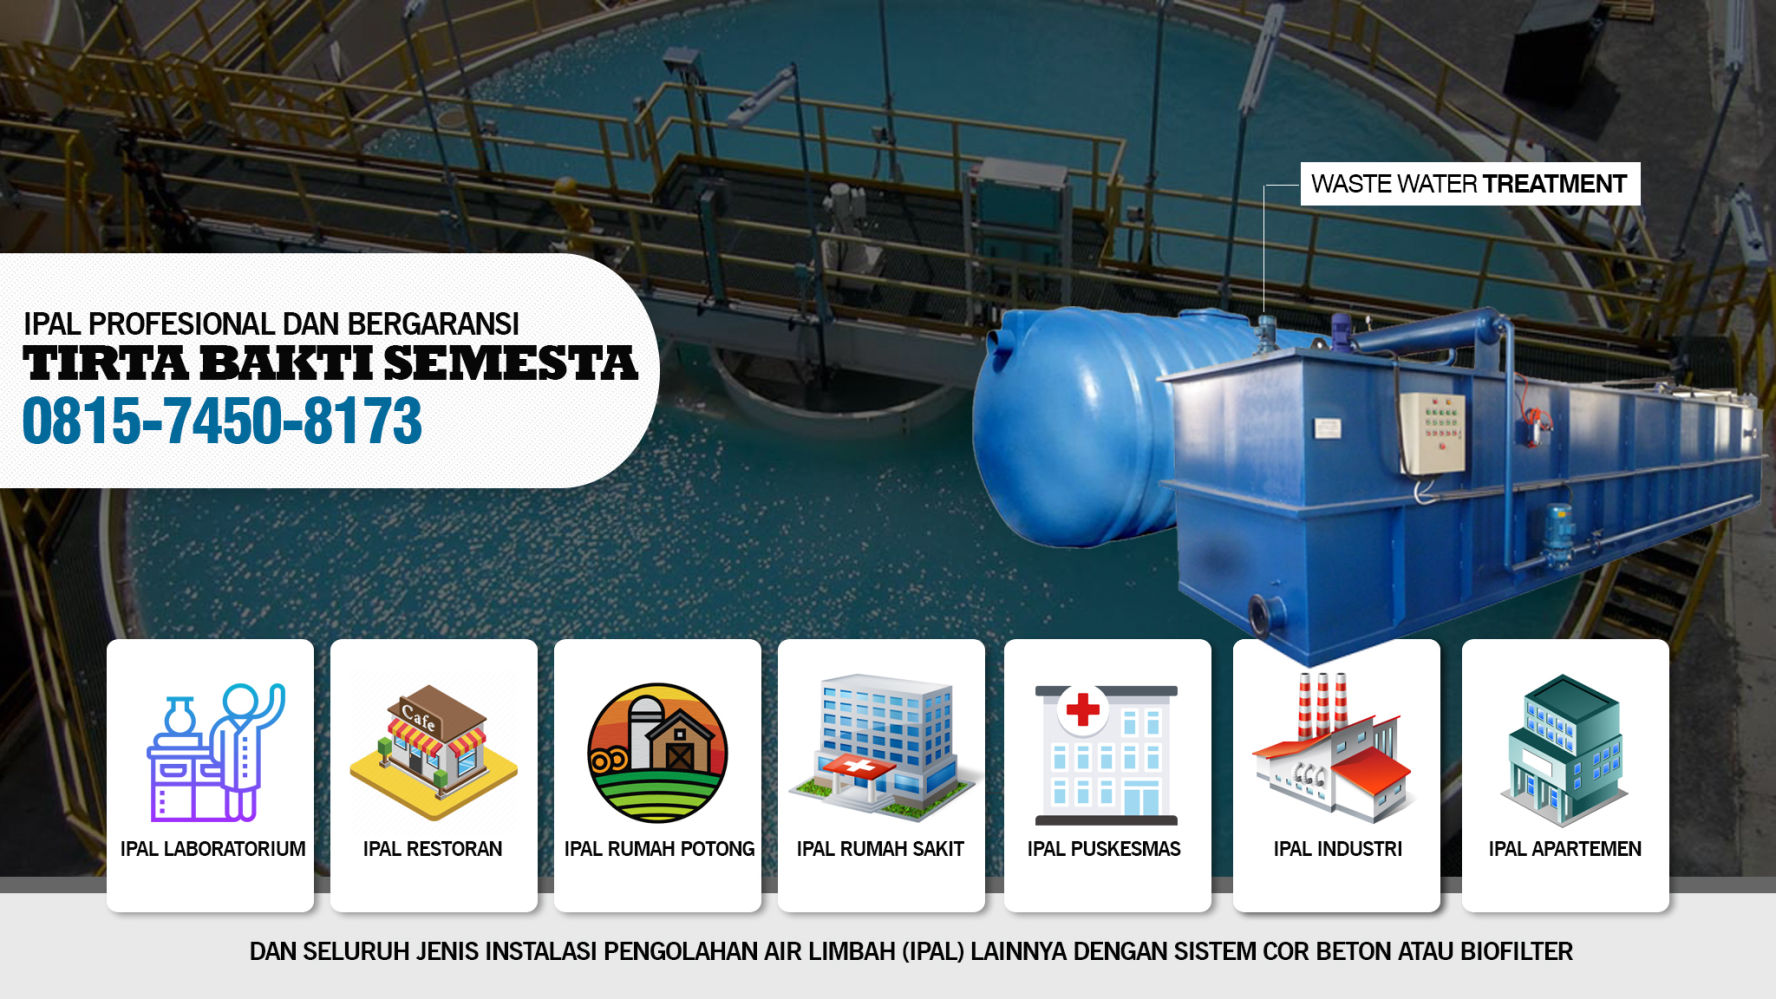 WASTE WATER TREATMENT
IPAL PROFESIONAL DAN BERGARANSI
TIRTA BAKTI SEMESTA
0815-7450-8173
Cafe
IPAL LABORATORIUM
IPAL RESTORAN
IPAL RUMAH POTONG
IPAL RUMAH SAKIT
IPAL PUSKESMAS
IPAL INDUSTRI
IPAL APARTEMEN
DAN SELURUH JENIS INSTALASI PENGOLAHAN AIR LIMBAH (IPAL) LAINNYA DENGAN SISTEM COR BETON ATAU BIOFILTER